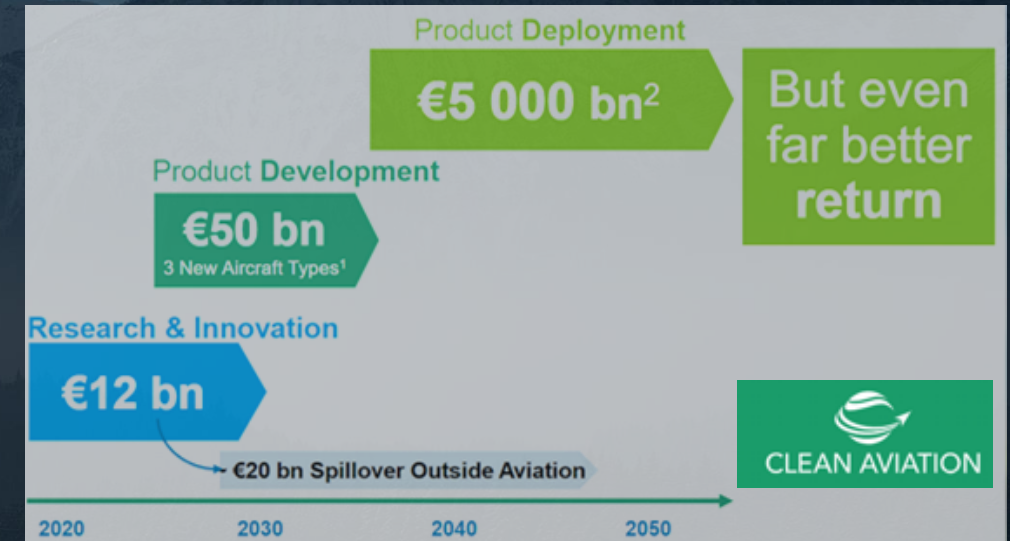 Product Deployment
€5 000 bn²
But even
far better
return
Product Development
€50 bn
3 New Aircraft Types¹
Research & Innovation
€12 bn
- €20 bn Spillover Outside Aviation
CLEAN AVIATION
2020 2030 2040 2050